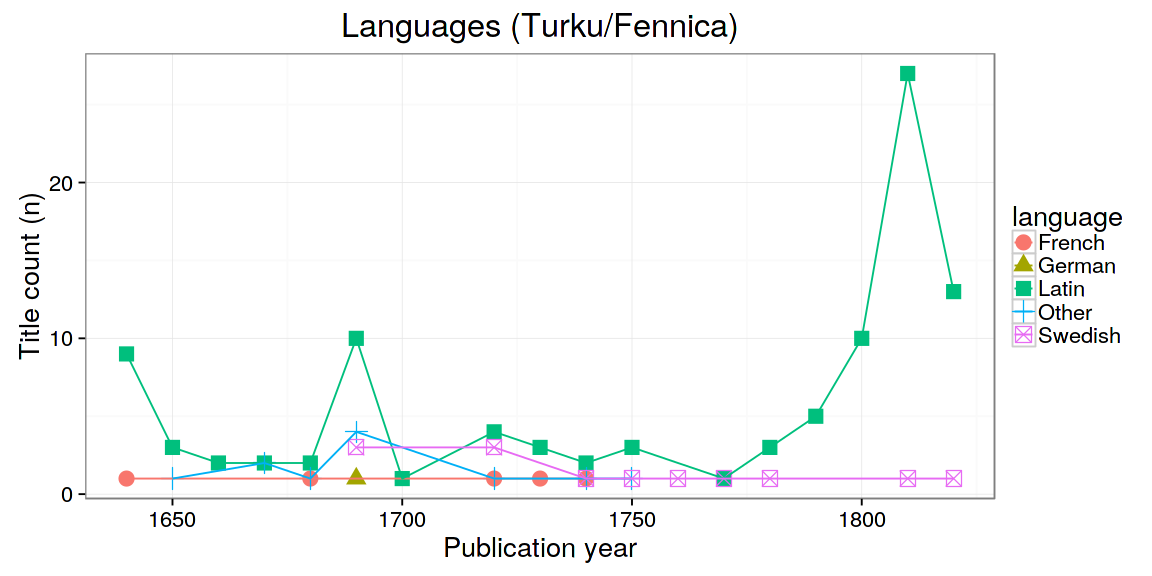 Languages (Turku/Fennica)
Title count (n)
20
10
0
1650 1700 1750 1800
Publication year
language
French
German
Latin
Other
Swedish